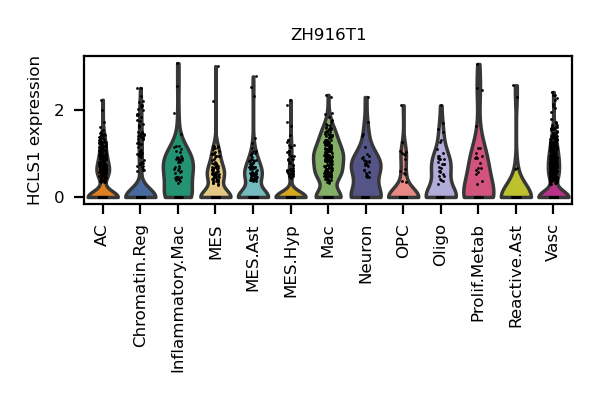 ZH916T1
HCLS1 expression
2
0
AC
Chromatin.Reg
Inflammatory.Mac
MES
MES.Ast
MES.Hyp
Mac
Neuron
OPC
Oligo
Prolif.Metab
Reactive.Ast
Vasc